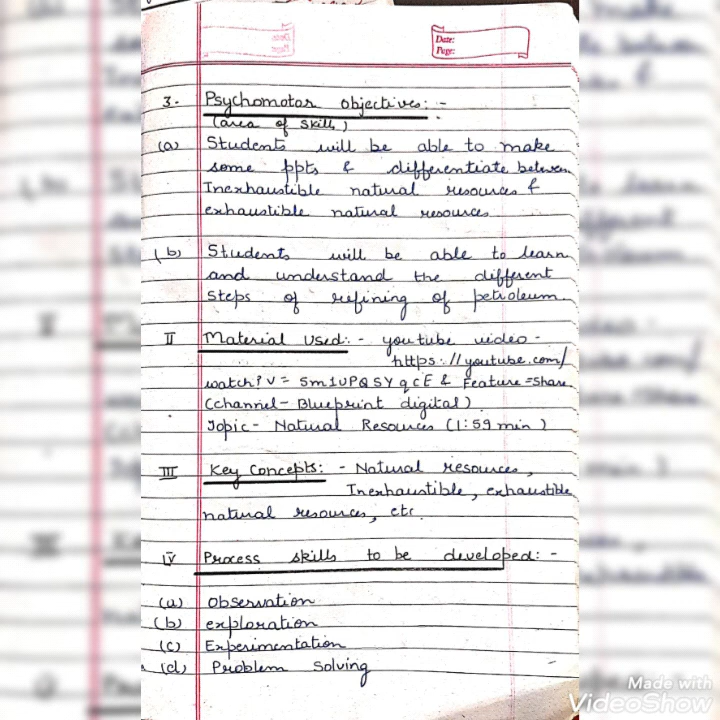 Date:
Page:
3. Psychomotor objectives: -
(area of skill)
(a) Students will be able to make
some ppts & differentiate between
Inexhaustible natural resources &
exhaustible natural resources
(b) Students will be able to learn
and understand the different
steps of refining of petroleum.
II Material Used: - youtube video -
https://youtube.com/
watch?v= 5m1UPQSYqcE & Feature=share
(channel - Blueprint digital)
Topic - Natural Resources (1:59 min)
III Key Concepts: - Natural resources,
Inexhaustible, exhaustible
natural resources, etc.
IV Process skills to be developed: -
(a) Observation
(b) exploration
(c) Experimentation
(d) Problem Solving
Made with
VideoShow